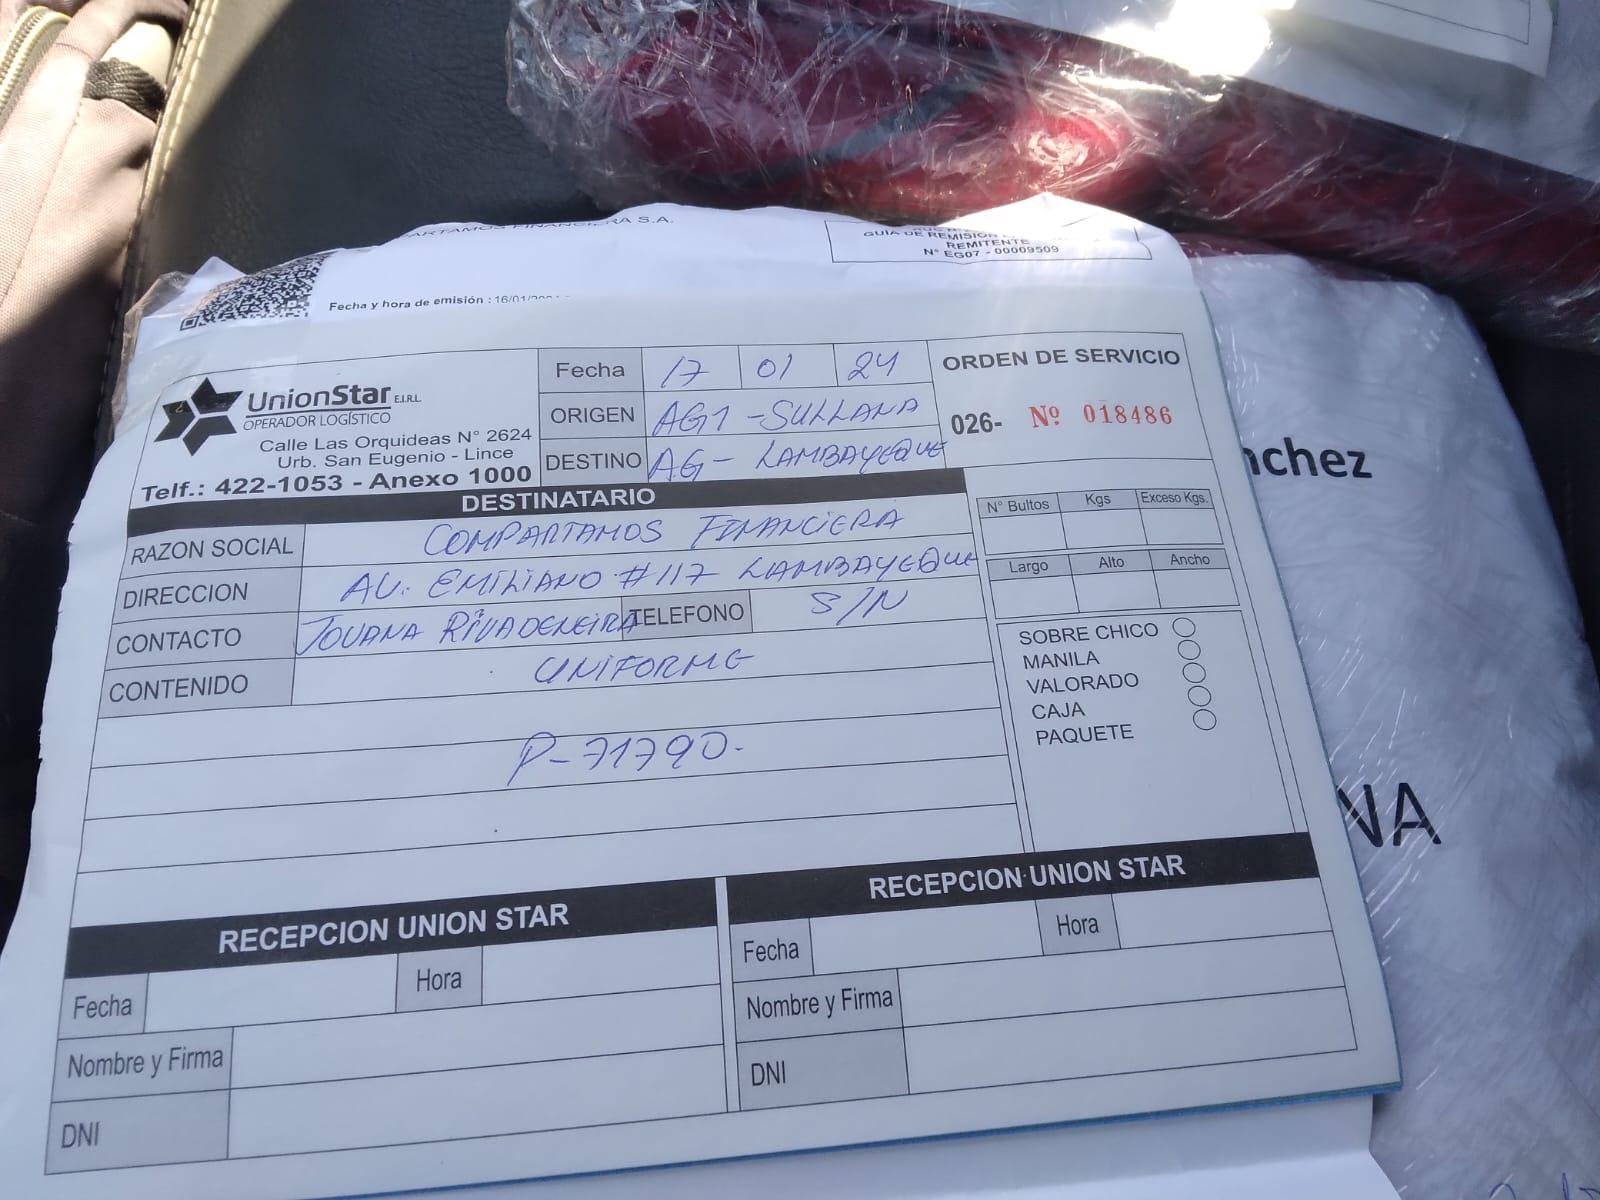 FINANCIERA S.A.
GUIA DE REMISION
REMITENTE
N° EG07 - 00009509
Fecha y hora de emisión : 16/01/
UnionStar E.I.R.L.
OPERADOR LOGÍSTICO
Calle Las Orquideas N° 2624
Urb. San Eugenio - Lince
Telf.: 422-1053 - Anexo 1000
Fecha 17 01 24
ORIGEN AG1 - SULLANA
DESTINO AG - LAMBAYEQUE
ORDEN DE SERVICIO
026- Nº 018486
DESTINATARIO
RAZON SOCIAL COMPARTAMOS FINANCIERA
DIRECCION AV. EMILIANO #117 LAMBAYEQUE
CONTACTO JOVANA RIVADENEIRA TELEFONO S/N
CONTENIDO UNIFORME
P-71790.
N° Bultos Kgs Exceso Kgs.
Largo Alto Ancho
SOBRE CHICO
MANILA
VALORADO
CAJA
PAQUETE
RECEPCION UNION STAR
Fecha Hora
Nombre y Firma
DNI
RECEPCION UNION STAR
Fecha Hora
Nombre y Firma
DNI
nchez
NA